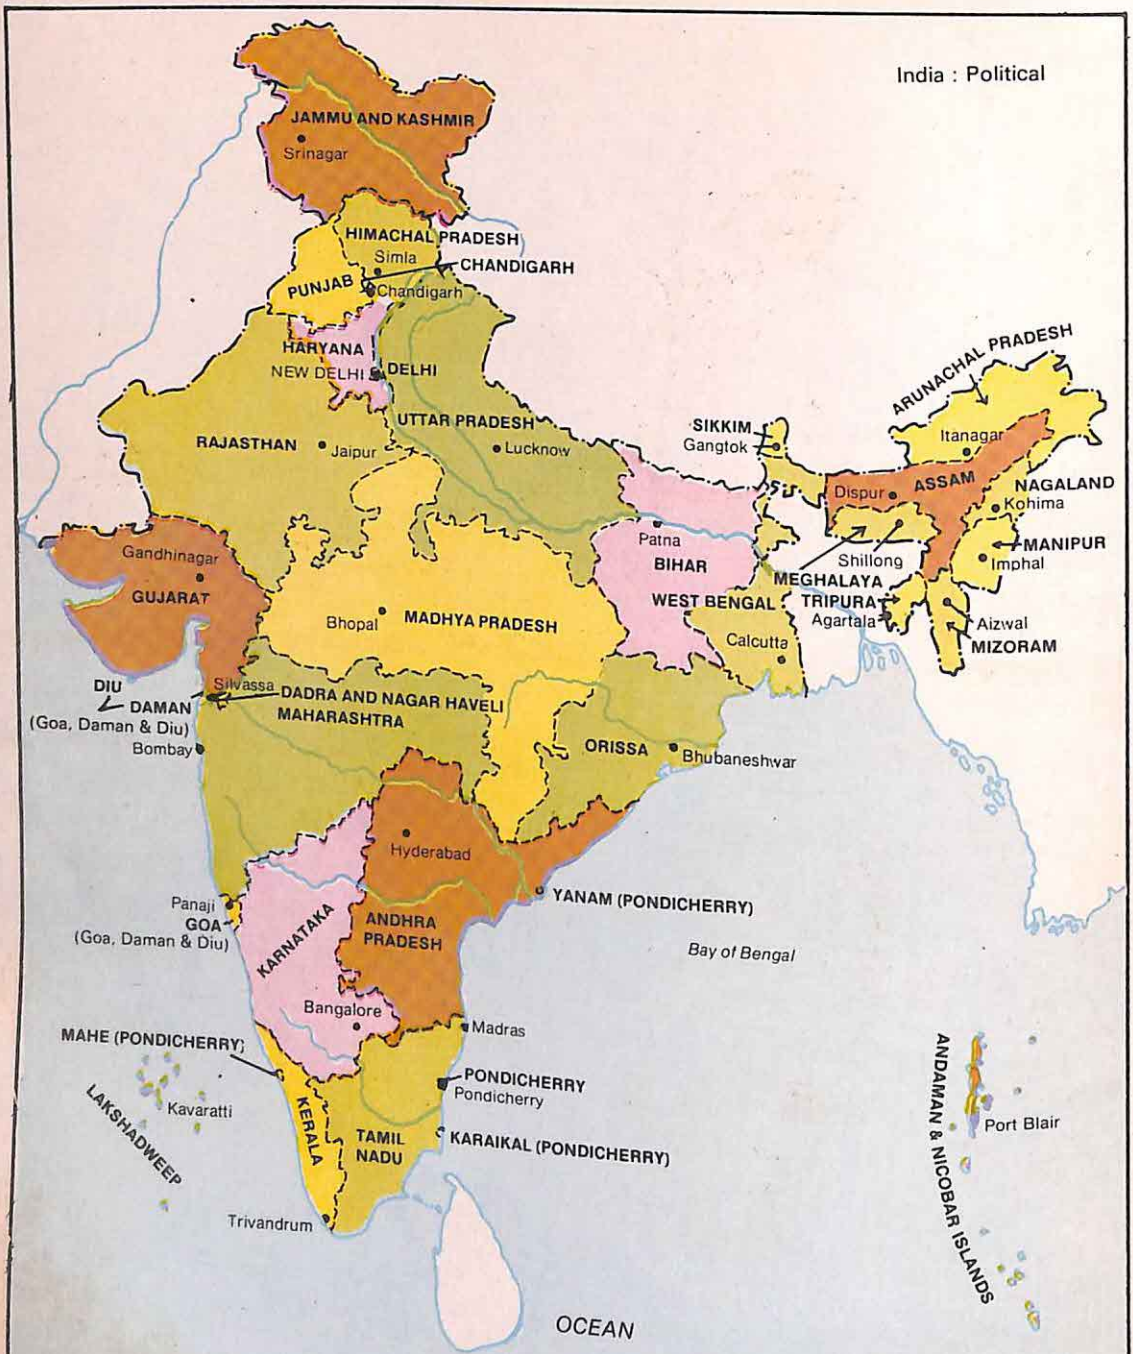 India : Political
JAMMU AND KASHMIR
Srinagar
HIMACHAL PRADESH
Simla
CHANDIGARH
PUNJAB
Chandigarh
HARYANA
NEW DELHI
DELHI
UTTAR PRADESH
Lucknow
RAJASTHAN
Jaipur
SIKKIM
Gangtok
ARUNACHAL PRADESH
Itanagar
Dispur
ASSAM
NAGALAND
Kohima
MANIPUR
Imphal
Shillong
MEGHALAYA
TRIPURA
Agartala
Aizwal
MIZORAM
Patna
BIHAR
WEST BENGAL
Calcutta
Gandhinagar
GUJARAT
Bhopal
MADHYA PRADESH
DIU
DAMAN
(Goa, Daman & Diu)
Silvassa
DADRA AND NAGAR HAVELI
MAHARASHTRA
Bombay
ORISSA
Bhubaneshwar
Hyderabad
ANDHRA
PRADESH
YANAM (PONDICHERRY)
Panaji
GOA
(Goa, Daman & Diu)
KARNATAKA
Bay of Bengal
Bangalore
Madras
MAHE (PONDICHERRY)
PONDICHERRY
Pondicherry
LAKSHADWEEP
Kavaratti
KERALA
TAMIL
NADU
KARAIKAL (PONDICHERRY)
Trivandrum
ANDAMAN & NICOBAR ISLANDS
Port Blair
OCEAN